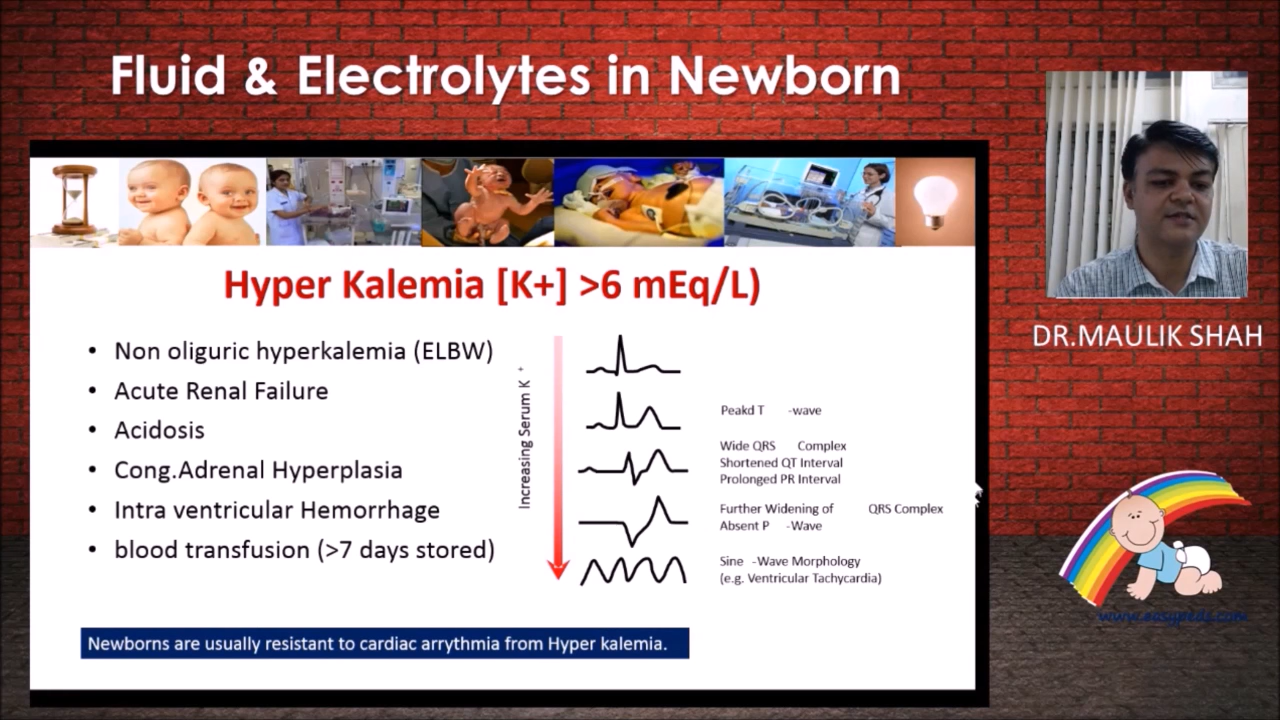 Fluid & Electrolytes in Newborn
Hyper Kalemia [K+] >6 mEq/L)
• Non oliguric hyperkalemia (ELBW)
• Acute Renal Failure
• Acidosis
• Cong.Adrenal Hyperplasia
• Intra ventricular Hemorrhage
• blood transfusion (>7 days stored)
Increasing Serum K +
Peakd T -wave
Wide QRS Complex
Shortened QT Interval
Prolonged PR Interval
Further Widening of QRS Complex
Absent P -Wave
Sine -Wave Morphology
(e.g. Ventricular Tachycardia)
Newborns are usually resistant to cardiac arrythmia from Hyper kalemia.
DR.MAULIK SHAH
www.easypeds.com